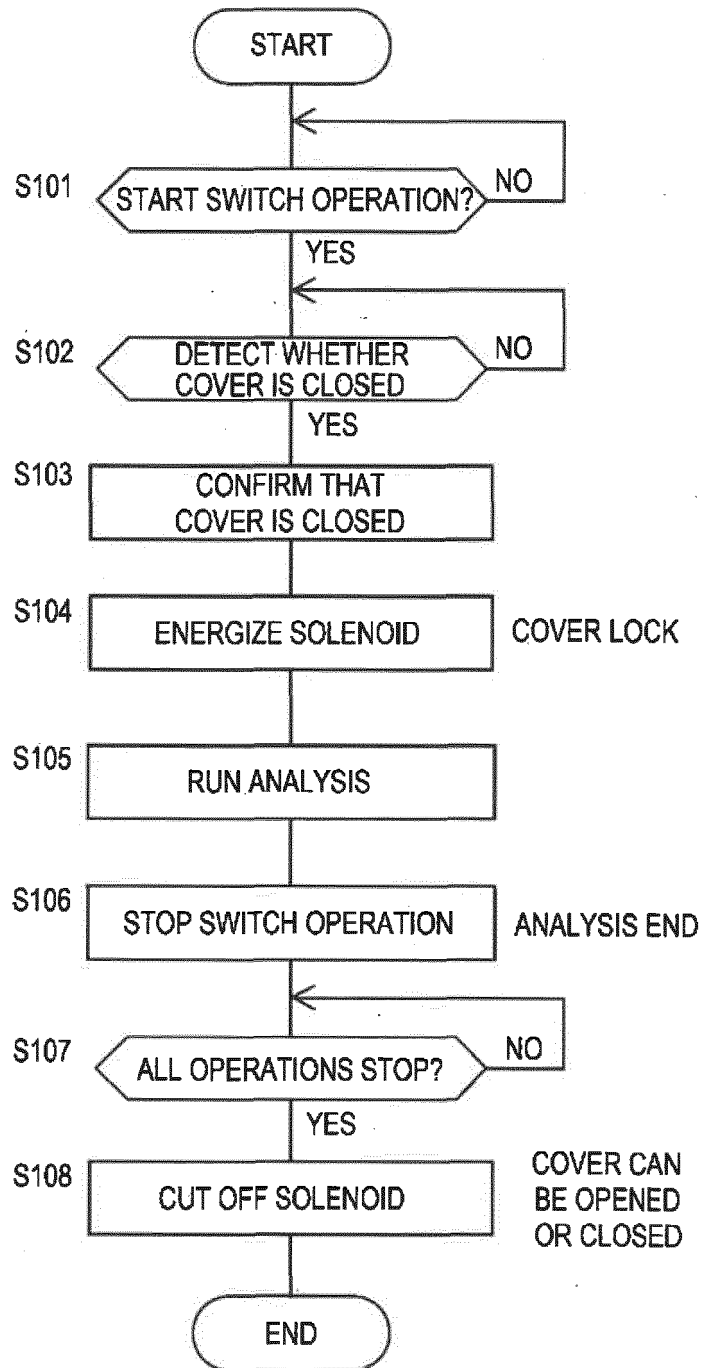 START
S101
START SWITCH OPERATION?
NO
YES
S102
DETECT WHETHER
COVER IS CLOSED
NO
YES
S103
CONFIRM THAT
COVER IS CLOSED
S104
ENERGIZE SOLENOID
COVER LOCK
S105
RUN ANALYSIS
S106
STOP SWITCH OPERATION
ANALYSIS END
S107
ALL OPERATIONS STOP?
NO
YES
S108
CUT OFF SOLENOID
COVER CAN
BE OPENED
OR CLOSED
END